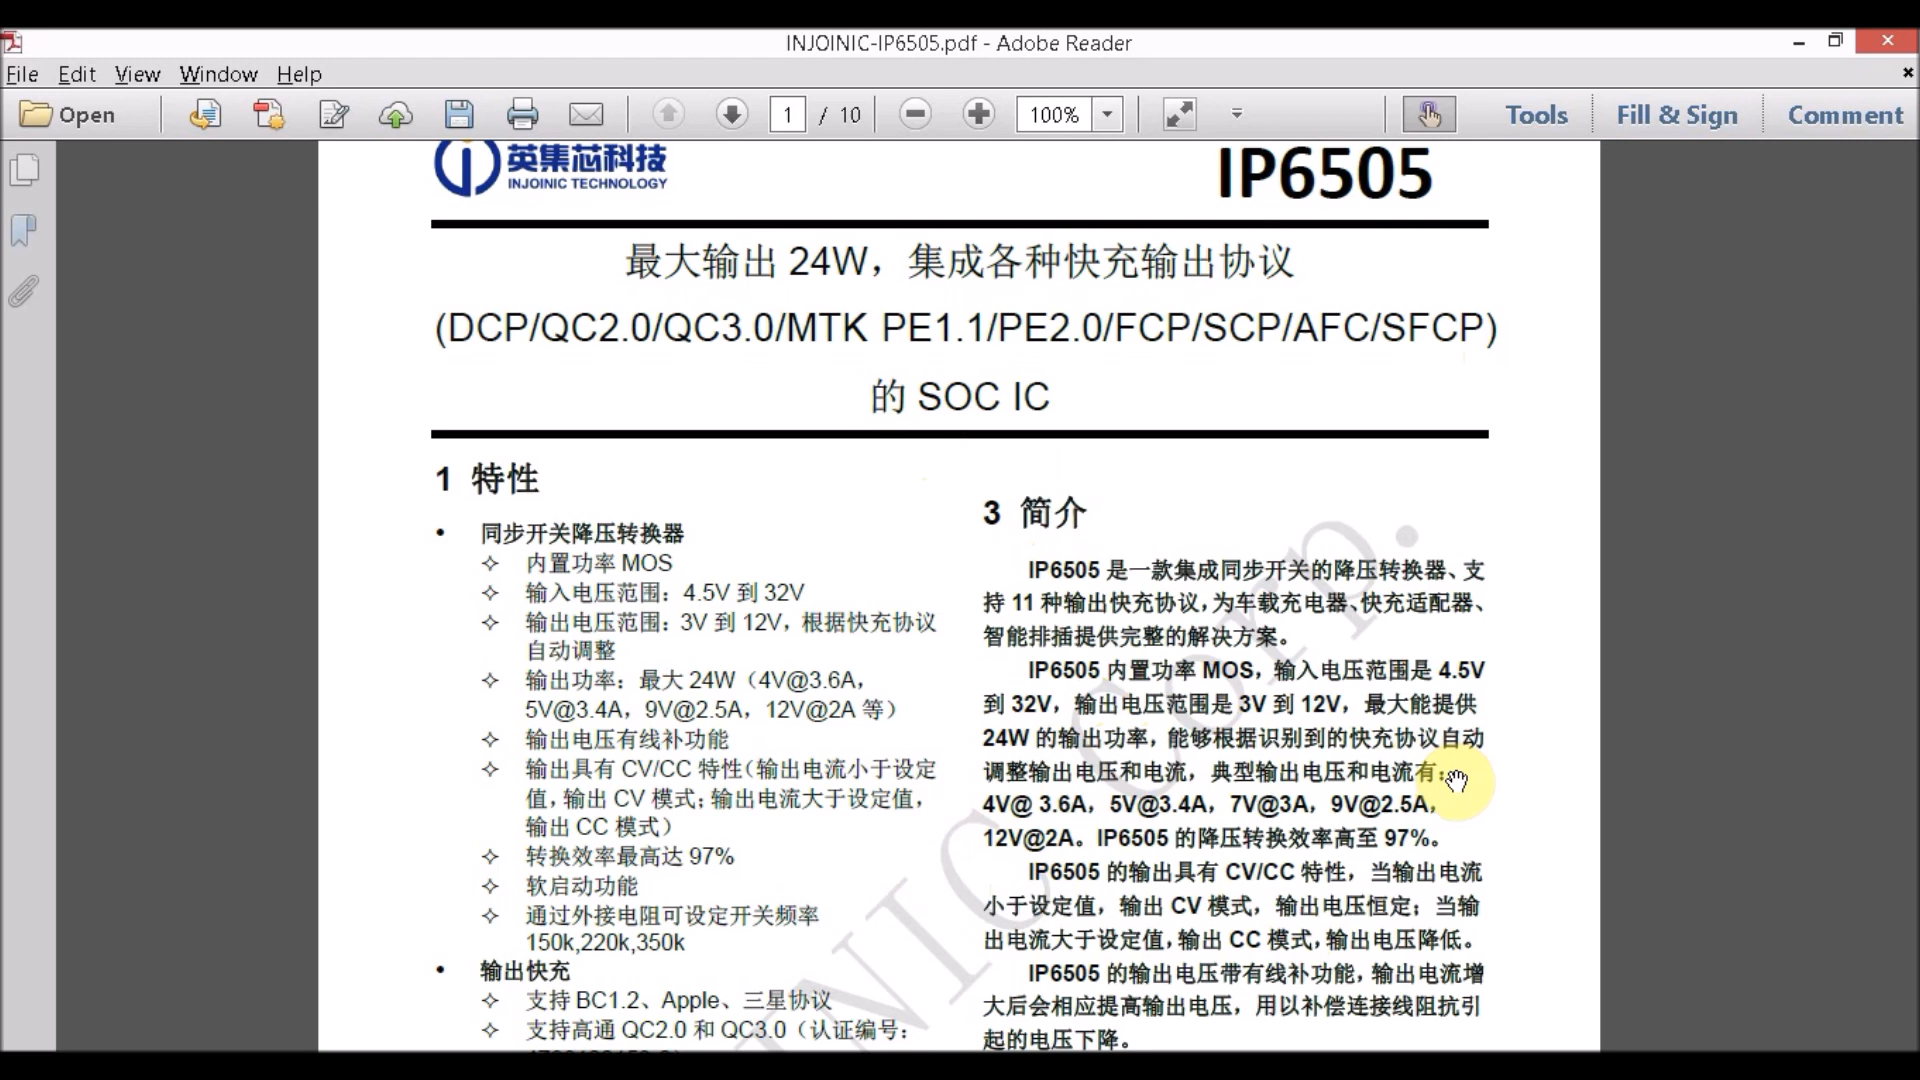 INJOINIC-IP6505.pdf - Adobe Reader
File Edit View Window Help
Open 1 / 10 100% Tools Fill & Sign Comment
英集芯科技
INJOINIC TECHNOLOGY
IP6505
最大输出 24W，集成各种快充输出协议
(DCP/QC2.0/QC3.0/MTK PE1.1/PE2.0/FCP/SCP/AFC/SFCP)
的 SOC IC
1 特性
• 同步开关降压转换器
✧ 内置功率 MOS
✧ 输入电压范围：4.5V 到 32V
✧ 输出电压范围：3V 到 12V，根据快充协议
自动调整
✧ 输出功率：最大 24W（4V@3.6A，
5V@3.4A，9V@2.5A，12V@2A 等）
✧ 输出电压有线补功能
✧ 输出具有 CV/CC 特性（输出电流小于设定
值，输出 CV 模式；输出电流大于设定值，
输出 CC 模式）
✧ 转换效率最高达 97%
✧ 软启动功能
✧ 通过外接电阻可设定开关频率
150k,220k,350k
• 输出快充
✧ 支持 BC1.2、Apple、三星协议
✧ 支持高通 QC2.0 和 QC3.0（认证编号：
3 简介
IP6505 是一款集成同步开关的降压转换器、支
持 11 种输出快充协议，为车载充电器、快充适配器、
智能排插提供完整的解决方案。
IP6505 内置功率 MOS，输入电压范围是 4.5V
到 32V，输出电压范围是 3V 到 12V，最大能提供
24W 的输出功率，能够根据识别到的快充协议自动
调整输出电压和电流，典型输出电压和电流有：
4V@ 3.6A，5V@3.4A，7V@3A，9V@2.5A，
12V@2A。IP6505 的降压转换效率高至 97%。
IP6505 的输出具有 CV/CC 特性，当输出电流
小于设定值，输出 CV 模式，输出电压恒定；当输
出电流大于设定值，输出 CC 模式，输出电压降低。
IP6505 的输出电压带有线补功能，输出电流增
大后会相应提高输出电压，用以补偿连接线阻抗引
起的电压下降。
NIC Corp.